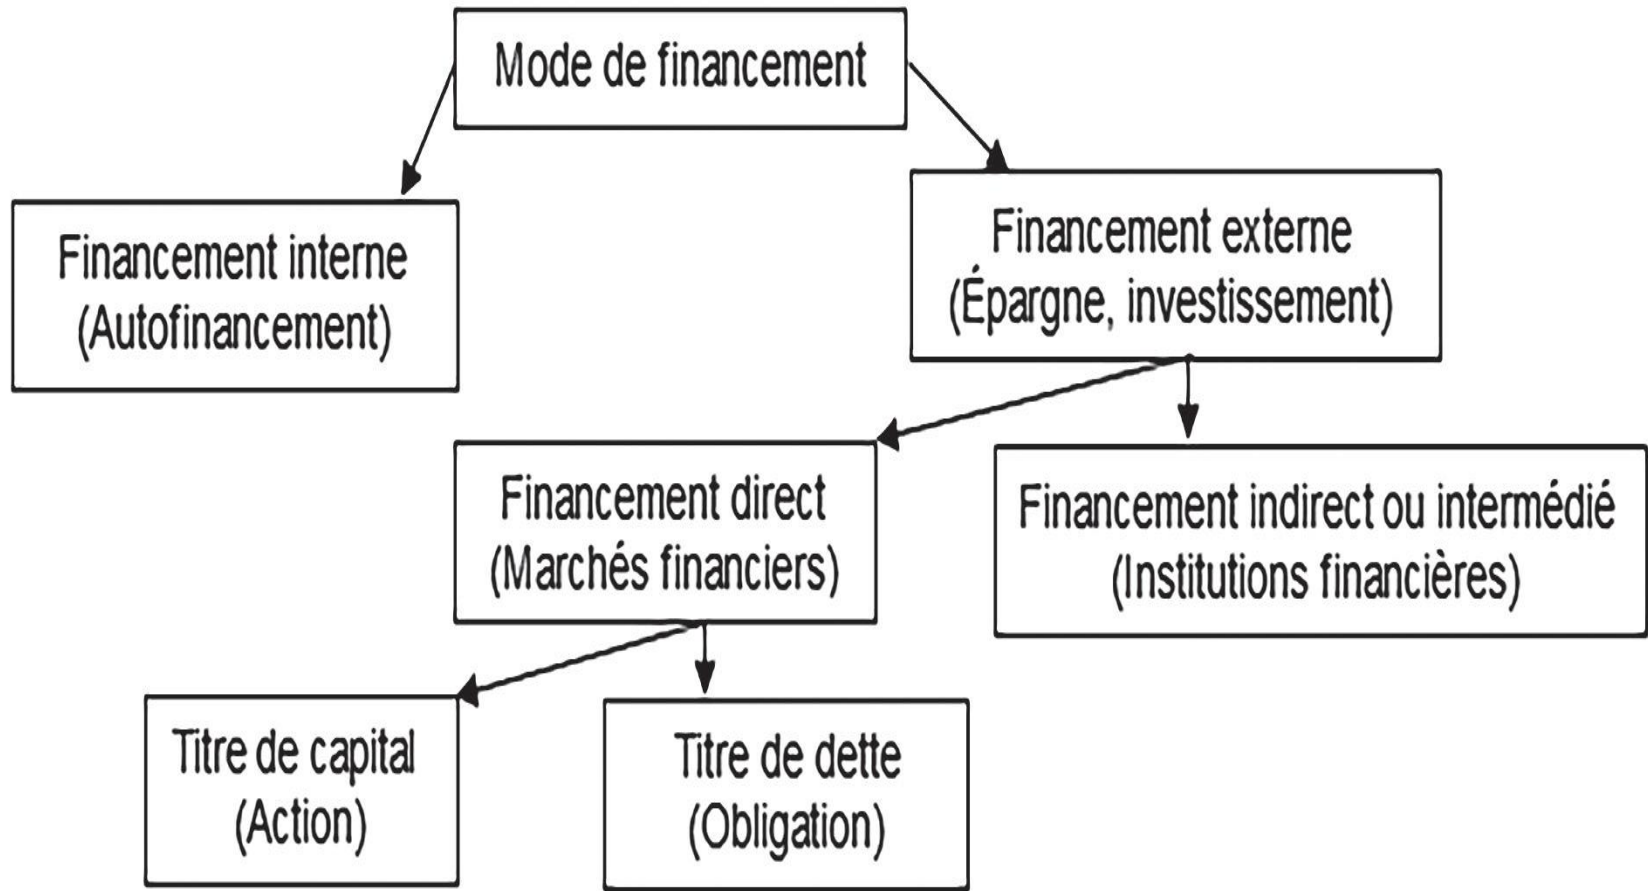 Mode de financement
Financement interne
(Autofinancement)
Financement externe
(Épargne, investissement)
Financement direct
(Marchés financiers)
Financement indirect ou intermédié
(Institutions financières)
Titre de capital
(Action)
Titre de dette
(Obligation)